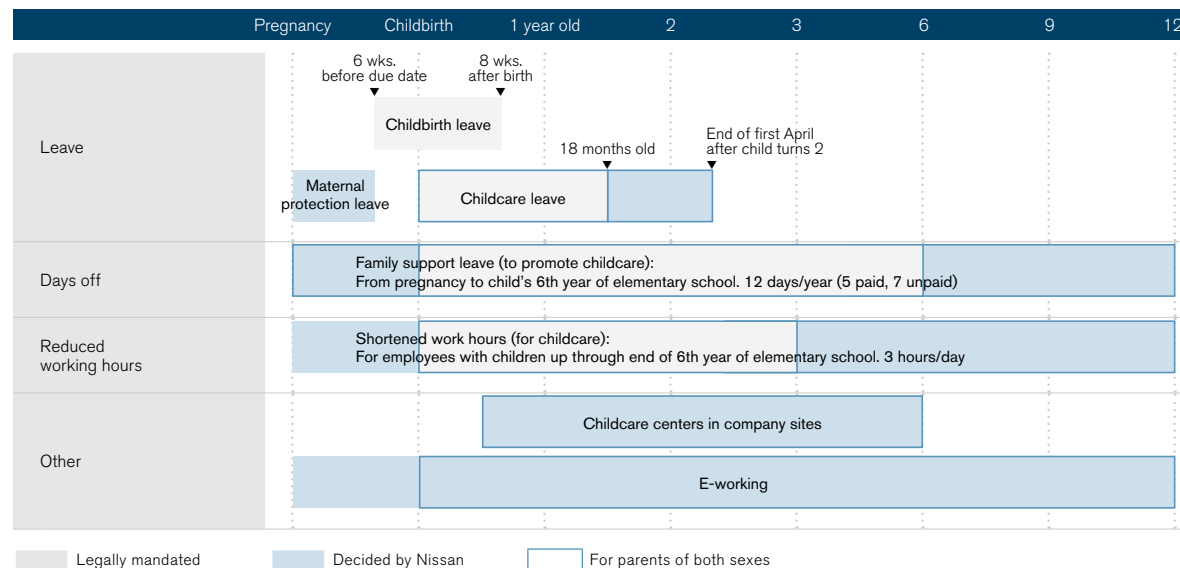 Pregnancy Childbirth 1 year old 2 3 6 9 12
6 wks.
before due date
8 wks.
after birth
Childbirth leave
Leave
18 months old
End of first April
after child turns 2
Maternal
protection leave
Childcare leave
Days off
Family support leave (to promote childcare):
From pregnancy to child's 6th year of elementary school. 12 days/year (5 paid, 7 unpaid)
Reduced
working hours
Shortened work hours (for childcare):
For employees with children up through end of 6th year of elementary school. 3 hours/day
Other
Childcare centers in company sites
E-working
Legally mandated
Decided by Nissan
For parents of both sexes